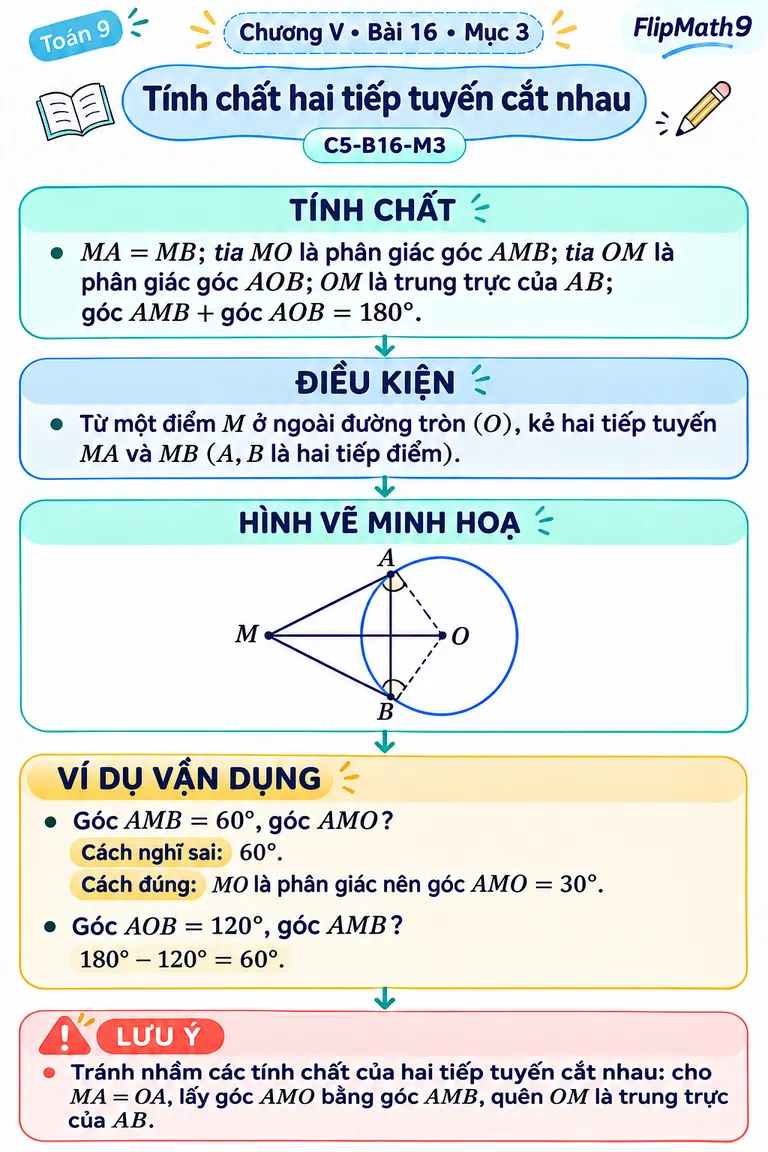 Toán 9
Chương V • Bài 16 • Mục 3
FlipMath9
Tính chất hai tiếp tuyến cắt nhau
C5-B16-M3
TÍNH CHẤT
• MA = MB; tia MO là phân giác góc AMB; tia OM là
phân giác góc AOB; OM là trung trực của AB;
góc AMB + góc AOB = 180°.
ĐIỀU KIỆN
• Từ một điểm M ở ngoài đường tròn (O), kẻ hai tiếp tuyến
MA và MB (A, B là hai tiếp điểm).
HÌNH VẼ MINH HOẠ
A
M
O
B
VÍ DỤ VẬN DỤNG
• Góc AMB = 60°, góc AMO?
Cách nghĩ sai: 60°.
Cách đúng: MO là phân giác nên góc AMO = 30°.
• Góc AOB = 120°, góc AMB?
180° − 120° = 60°.
! LƯU Ý
• Tránh nhầm các tính chất của hai tiếp tuyến cắt nhau: cho
MA = OA, lấy góc AMO bằng góc AMB, quên OM là trung trực
của AB.